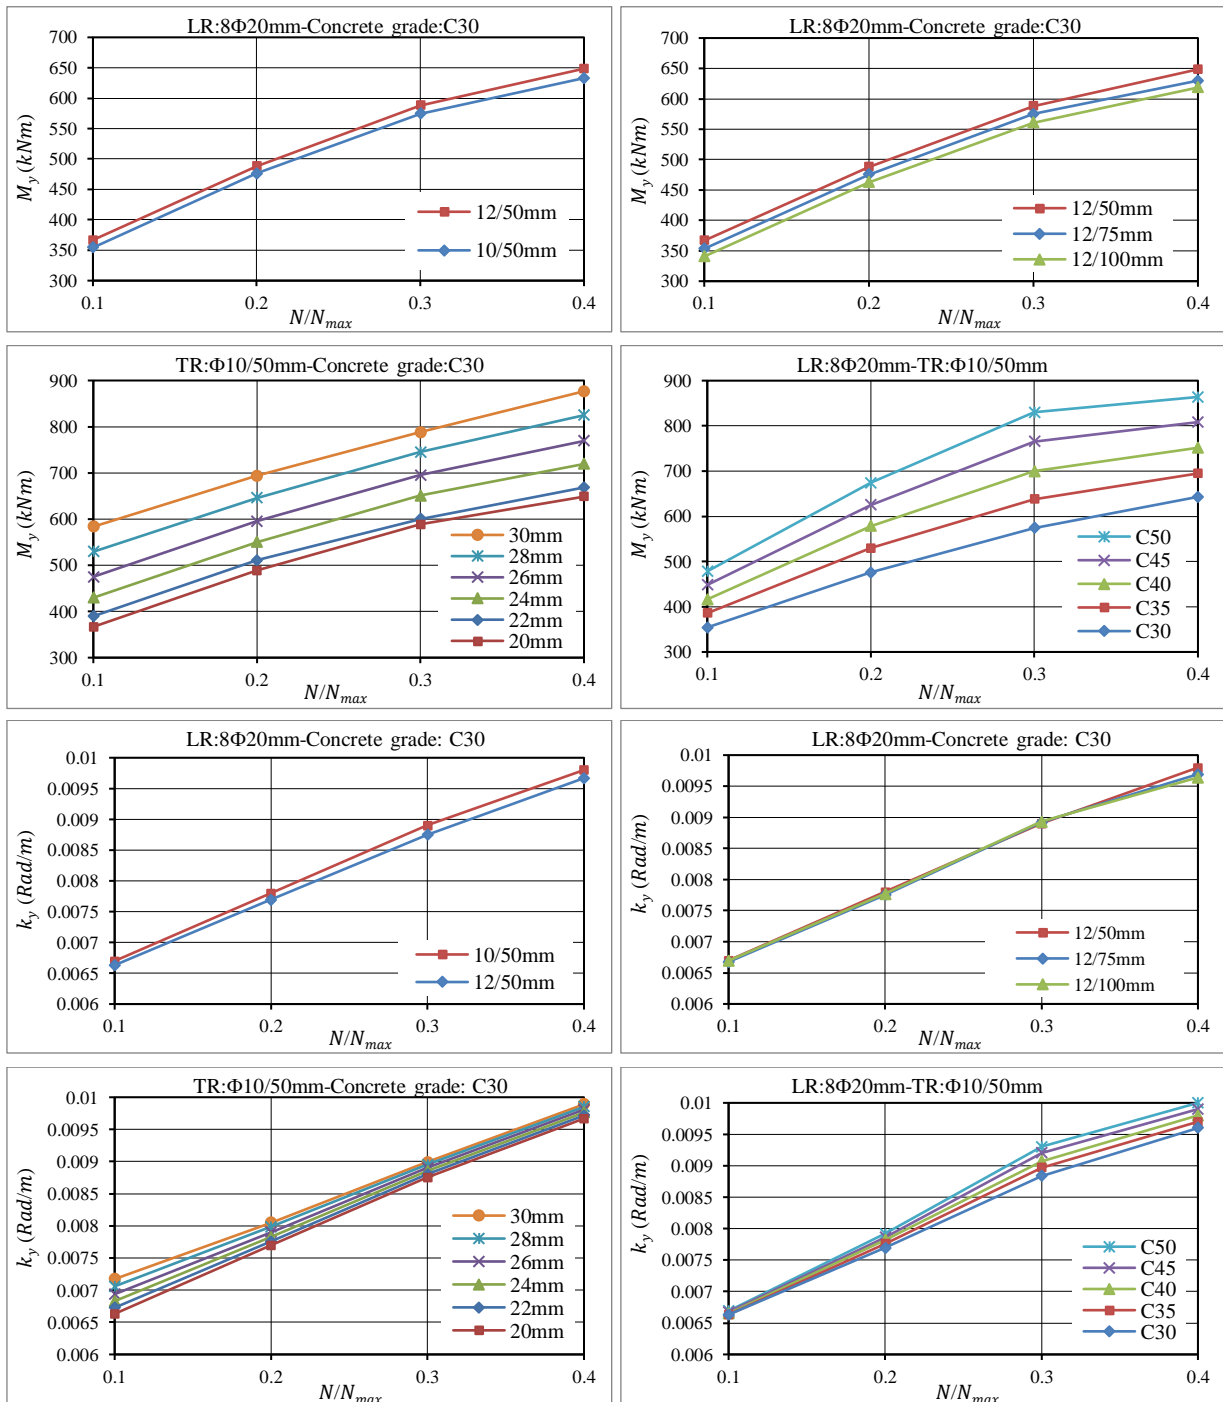 LR:8Φ20mm-Concrete grade:C30
700
650
600
550
500
450
400
350
300
M_y (kNm)
12/50mm
10/50mm
0.1 0.2 0.3 0.4
N/N_max
LR:8Φ20mm-Concrete grade:C30
700
650
600
550
500
450
400
350
300
M_y (kNm)
12/50mm
12/75mm
12/100mm
0.1 0.2 0.3 0.4
N/N_max
TR:Φ10/50mm-Concrete grade:C30
900
800
700
600
500
400
300
M_y (kNm)
30mm
28mm
26mm
24mm
22mm
20mm
0.1 0.2 0.3 0.4
N/N_max
LR:8Φ20mm-TR:Φ10/50mm
900
800
700
600
500
400
300
M_y (kNm)
C50
C45
C40
C35
C30
0.1 0.2 0.3 0.4
N/N_max
LR:8Φ20mm-Concrete grade: C30
0.01
0.0095
0.009
0.0085
0.008
0.0075
0.007
0.0065
0.006
k_y (Rad/m)
10/50mm
12/50mm
0.1 0.2 0.3 0.4
N/N_max
LR:8Φ20mm-Concrete grade: C30
0.01
0.0095
0.009
0.0085
0.008
0.0075
0.007
0.0065
0.006
k_y (Rad/m)
12/50mm
12/75mm
12/100mm
0.1 0.2 0.3 0.4
N/N_max
TR:Φ10/50mm-Concrete grade: C30
0.01
0.0095
0.009
0.0085
0.008
0.0075
0.007
0.0065
0.006
k_y (Rad/m)
30mm
28mm
26mm
24mm
22mm
20mm
0.1 0.2 0.3 0.4
N/N_max
LR:8Φ20mm-TR:Φ10/50mm
0.01
0.0095
0.009
0.0085
0.008
0.0075
0.007
0.0065
0.006
k_y (Rad/m)
C50
C45
C40
C35
C30
0.1 0.2 0.3 0.4
N/N_max